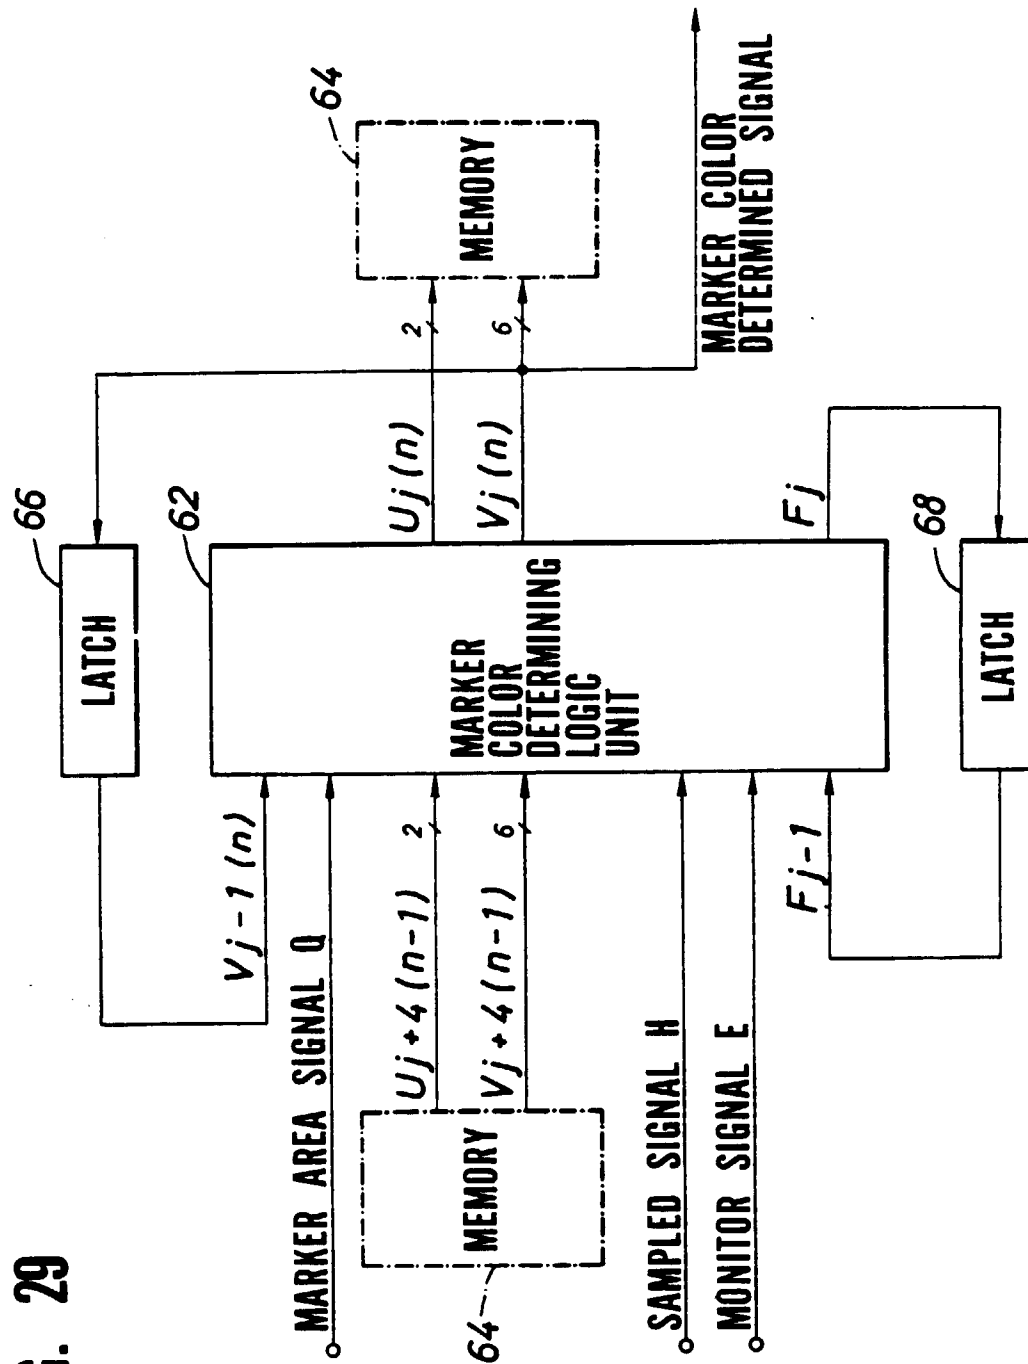 G. 29
66
LATCH
62
Vj-1(n)
MARKER AREA SIGNAL Q
Uj+4(n-1)
2
Vj+4(n-1)
6
MEMORY
64
SAMPLED SIGNAL H
MONITOR SIGNAL E
Fj-1
MARKER
COLOR
DETERMINING
LOGIC
UNIT
Uj(n)
2
Vj(n)
6
MEMORY
64
MARKER COLOR
DETERMINED SIGNAL
Fj
68
LATCH